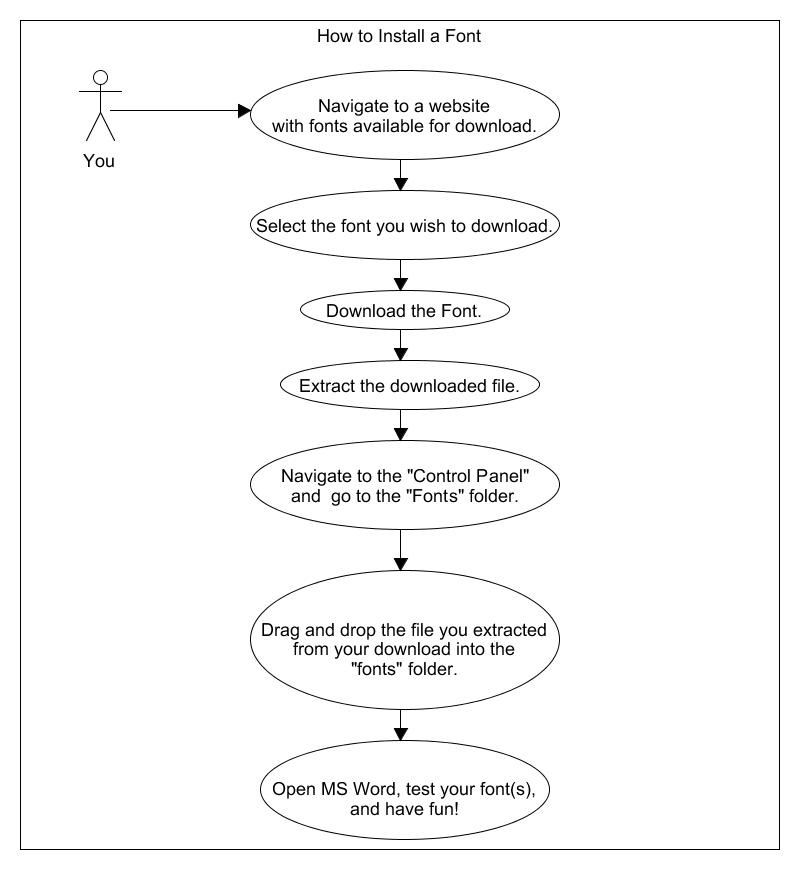 How to Install a Font
You
Navigate to a website
with fonts available for download.
Select the font you wish to download.
Download the Font.
Extract the downloaded file.
Navigate to the "Control Panel"
and  go to the "Fonts" folder.
Drag and drop the file you extracted
from your download into the
"fonts" folder.
Open MS Word, test your font(s),
and have fun!